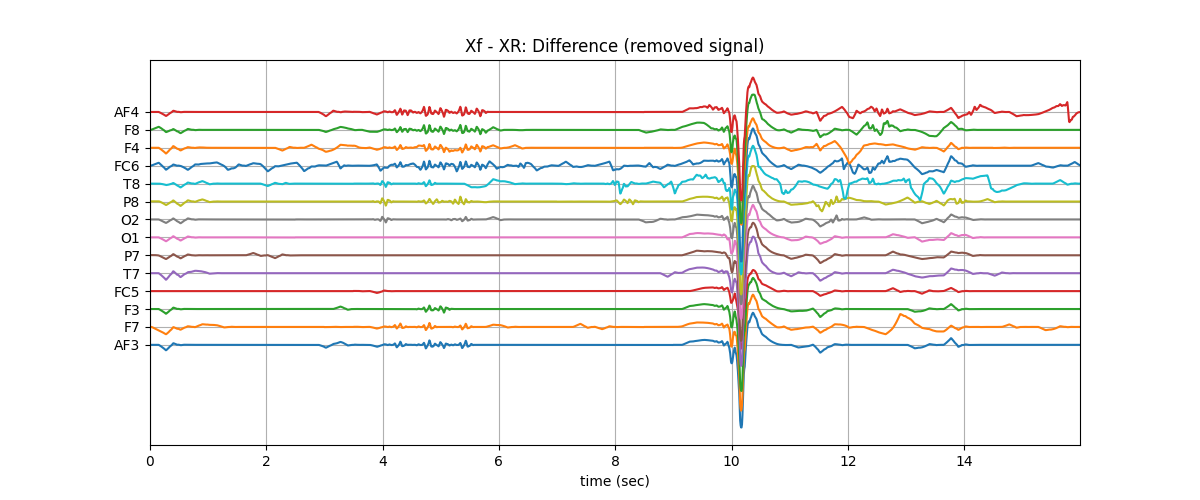 Xf - XR: Difference (removed signal)
AF4
F8
F4
FC6
T8
P8
O2
O1
P7
T7
FC5
F3
F7
AF3
0 2 4 6 8 10 12 14
time (sec)